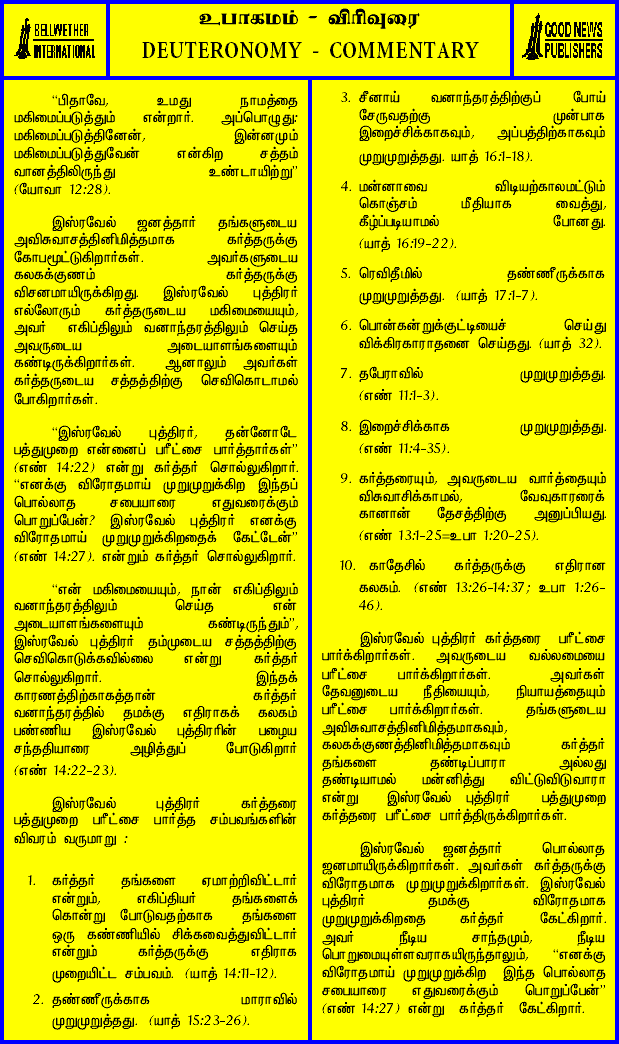 BELLWETHER
INTERNATIONAL
உபாகமம் - விரிவுரை
DEUTERONOMY - COMMENTARY
GOOD NEWS
PUBLISHERS
“பிதாவே, உமது நாமத்தை
மகிமைப்படுத்தும் என்றார். அப்பொழுது:
மகிமைப்படுத்தினேன், இன்னமும்
மகிமைப்படுத்துவேன் என்கிற சத்தம்
வானத்திலிருந்து உண்டாயிற்று”
(யோவா 12:28).
இஸ்ரவேல் ஜனத்தார் தங்களுடைய
அவிசுவாசத்தினிமித்தமாக கர்த்தருக்கு
கோபமூட்டுகிறார்கள். அவர்களுடைய
கலகக்குணம் கர்த்தருக்கு
விசனமாயிருக்கிறது. இஸ்ரவேல் புத்திரர்
எல்லோரும் கர்த்தருடைய மகிமையையும்,
அவர் எகிப்திலும் வனாந்தரத்திலும் செய்த
அவருடைய அடையாளங்களையும்
கண்டிருக்கிறார்கள். ஆனாலும் அவர்கள்
கர்த்தருடைய சத்தத்திற்கு செவிகொடாமல்
போகிறார்கள்.
“இஸ்ரவேல் புத்திரர், தன்னோடே
பத்துமுறை என்னைப் பரீட்சை பார்த்தார்கள்”
(எண் 14:22) என்று கர்த்தர் சொல்லுகிறார்.
“எனக்கு விரோதமாய் முறுமுறுக்கிற இந்தப்
பொல்லாத சபையாரை எதுவரைக்கும்
பொறுப்பேன்? இஸ்ரவேல் புத்திரர் எனக்கு
விரோதமாய் முறுமுறுக்கிறதைக் கேட்டேன்”
(எண் 14:27). என்றும் கர்த்தர் சொல்லுகிறார்.
“என் மகிமையையும், நான் எகிப்திலும்
வனாந்தரத்திலும் செய்த என்
அடையாளங்களையும் கண்டிருந்தும்”,
இஸ்ரவேல் புத்திரர் தம்முடைய சத்தத்திற்கு
செவிகொடுக்கவில்லை என்று கர்த்தர்
சொல்லுகிறார். இந்தக்
காரணத்திற்காகத்தான் கர்த்தர்
வனாந்தரத்தில் தமக்கு எதிராகக் கலகம்
பண்ணிய இஸ்ரவேல் புத்திரரின் பழைய
சந்ததியாரை அழித்துப் போடுகிறார்
(எண் 14:22-23).
இஸ்ரவேல் புத்திரர் கர்த்தரை
பத்துமுறை பரீட்சை பார்த்த சம்பவங்களின்
விவரம் வருமாறு :
1. கர்த்தர் தங்களை ஏமாற்றிவிட்டார்
என்றும், எகிப்தியர் தங்களைக்
கொன்று போடுவதற்காக தங்களை
ஒரு கண்ணியில் சிக்கவைத்துவிட்டார்
என்றும் கர்த்தருக்கு எதிராக
முறையிட்ட சம்பவம். (யாத் 14:11-12).
2. தண்ணீருக்காக மாராவில்
முறுமுறுத்தது. (யாத் 15:23-26).
3. சீனாய் வனாந்தரத்திற்குப் போய்
சேருவதற்கு முன்பாக
இறைச்சிக்காகவும், அப்பத்திற்காகவும்
முறுமுறுத்தது. யாத் 16:1-18).
4. மன்னாவை விடியற்காலமட்டும்
கொஞ்சம் மீதியாக வைத்து,
கீழ்ப்படியாமல் போனது.
(யாத் 16:19-22).
5. ரெவிதீமில் தண்ணீருக்காக
முறுமுறுத்தது. (யாத் 17:1-7).
6. பொன்கன்றுக்குட்டியைச் செய்து
விக்கிரகாராதனை செய்தது. (யாத் 32).
7. தபேராவில் முறுமுறுத்தது.
(எண் 11:1-3).
8. இறைச்சிக்காக முறுமுறுத்தது.
(எண் 11:4-35).
9. கர்த்தரையும், அவருடைய வார்த்தையும்
விசுவாசிக்காமல், வேவுகாரரைக்
கானான் தேசத்திற்கு அனுப்பியது.
(எண் 13:1-25=உபா 1:20-25).
10. காதேசில் கர்த்தருக்கு எதிரான
கலகம். (எண் 13:26-14:37; உபா 1:26-
46).
இஸ்ரவேல் புத்திரர் கர்த்தரை பரீட்சை
பார்க்கிறார்கள். அவருடைய வல்லமையை
பரீட்சை பார்க்கிறார்கள். அவர்கள்
தேவனுடைய நீதியையும், நியாயத்தையும்
பரீட்சை பார்க்கிறார்கள். தங்களுடைய
அவிசுவாசத்தினிமித்தமாகவும்,
கலகக்குணத்தினிமித்தமாகவும் கர்த்தர்
தங்களை தண்டிப்பாரா அல்லது
தண்டியாமல் மன்னித்து விட்டுவிடுவாரா
என்று இஸ்ரவேல் புத்திரர் பத்துமுறை
கர்த்தரை பரீட்சை பார்த்திருக்கிறார்கள்.
இஸ்ரவேல் ஜனத்தார் பொல்லாத
ஜனமாயிருக்கிறார்கள். அவர்கள் கர்த்தருக்கு
விரோதமாக முறுமுறுக்கிறார்கள். இஸ்ரவேல்
புத்திரர் தமக்கு விரோதமாக
முறுமுறுக்கிறதை கர்த்தர் கேட்கிறார்.
அவர் நீடிய சாந்தமும், நீடிய
பொறுமையுள்ளவராகயிருந்தாலும், “எனக்கு
விரோதமாய் முறுமுறுக்கிற இந்த பொல்லாத
சபையாரை எதுவரைக்கும் பொறுப்பேன்”
(எண் 14:27) என்று கர்த்தர் கேட்கிறார்.